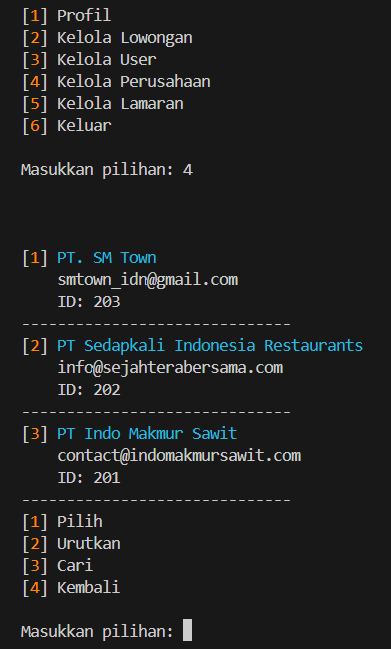 [1] Profil
[2] Kelola Lowongan
[3] Kelola User
[4] Kelola Perusahaan
[5] Kelola Lamaran
[6] Keluar
Masukkan pilihan: 4
[1] PT. SM Town
smtown_idn@gmail.com
ID: 203
------------------------------
[2] PT Sedapkali Indonesia Restaurants
info@sejahterabersama.com
ID: 202
------------------------------
[3] PT Indo Makmur Sawit
contact@indomakmursawit.com
ID: 201
------------------------------
[1] Pilih
[2] Urutkan
[3] Cari
[4] Kembali
Masukkan pilihan: